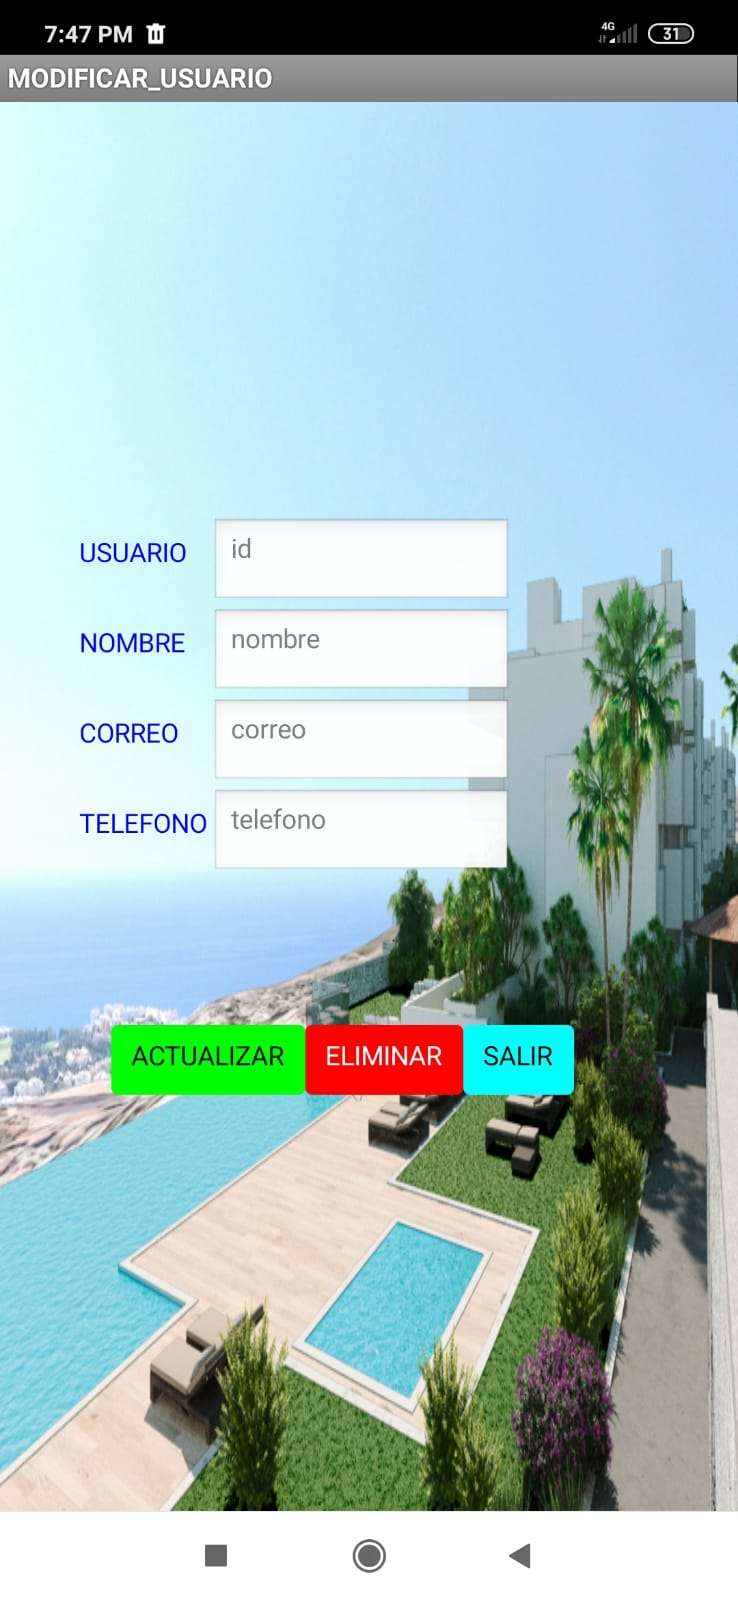 7:47 PM 4G 31
MODIFICAR_USUARIO
USUARIO id
NOMBRE nombre
CORREO correo
TELEFONO telefono
ACTUALIZAR ELIMINAR SALIR